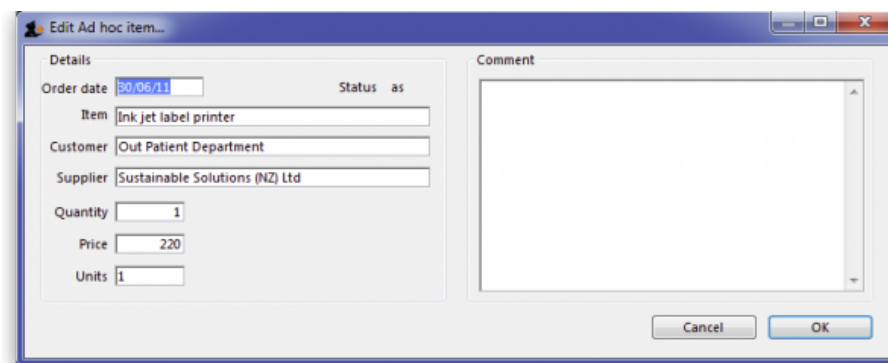 Edit Ad hoc item...
Details
Order date 30/06/11 Status as
Item Ink jet label printer
Customer Out Patient Department
Supplier Sustainable Solutions (NZ) Ltd
Quantity 1
Price 220
Units 1
Comment
Cancel OK